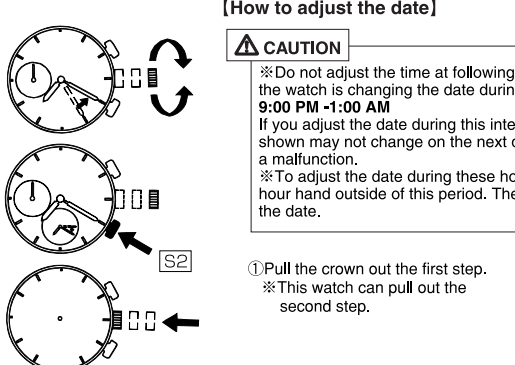 【How to adjust the date】
⚠ CAUTION
※Do not adjust the time at following
the watch is changing the date durin
9:00 PM -1:00 AM
If you adjust the date during this inte
shown may not change on the next
a malfunction.
※To adjust the date during these ho
hour hand outside of this period. The
the date.
S2
①Pull the crown out the first step.
※This watch can pull out the
second step.